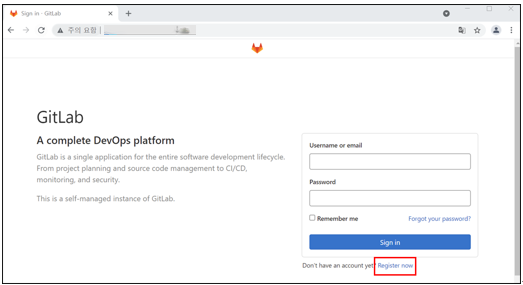 Sign in · GitLab
주의 요함
GitLab
A complete DevOps platform
GitLab is a single application for the entire software development lifecycle.
From project planning and source code management to CI/CD,
monitoring, and security.
This is a self-managed instance of GitLab.
Username or email
Password
Remember me
Forgot your password?
Sign in
Don't have an account yet? Register now